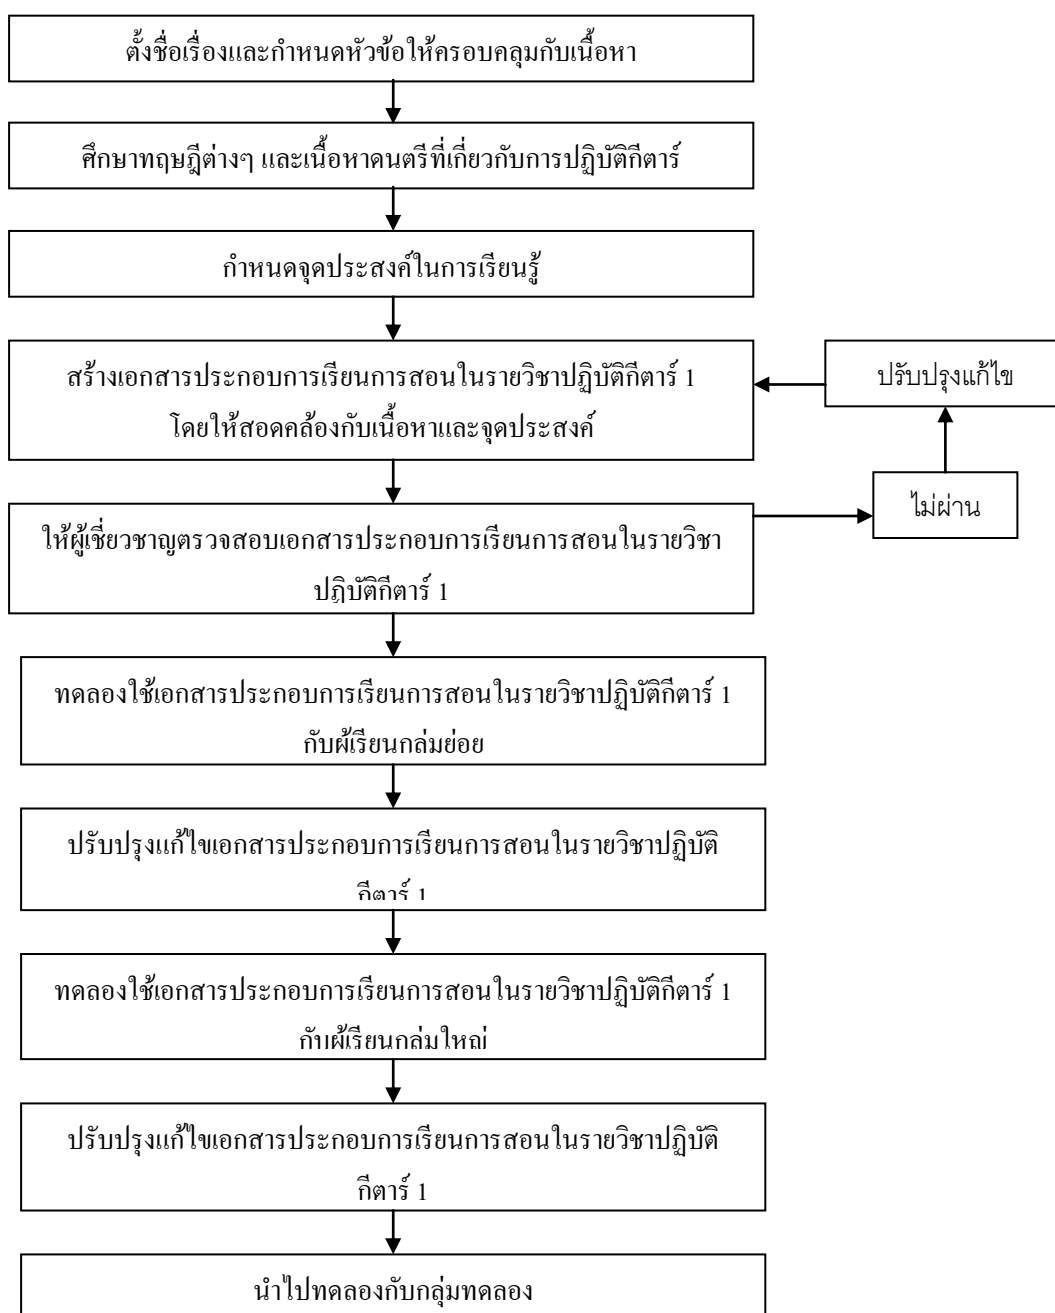 ตั้งชื่อเรื่องและกำหนดหัวข้อให้ครอบคลุมกับเนื้อหา
ศึกษาทฤษฎีต่างๆ และเนื้อหาดนตรีที่เกี่ยวกับการปฏิบัติกีตาร์
กำหนดจุดประสงค์ในการเรียนรู้
สร้างเอกสารประกอบการเรียนการสอนในรายวิชาปฏิบัติกีตาร์ 1
โดยให้สอดคล้องกับเนื้อหาและจุดประสงค์
ปรับปรุงแก้ไข
ไม่ผ่าน
ให้ผู้เชี่ยวชาญตรวจสอบเอกสารประกอบการเรียนการสอนในรายวิชา
ปฏิบัติกีตาร์ 1
ทดลองใช้เอกสารประกอบการเรียนการสอนในรายวิชาปฏิบัติกีตาร์ 1
กับผู้เรียนกลุ่มย่อย
ปรับปรุงแก้ไขเอกสารประกอบการเรียนการสอนในรายวิชาปฏิบัติ
กีตาร์ 1
ทดลองใช้เอกสารประกอบการเรียนการสอนในรายวิชาปฏิบัติกีตาร์ 1
กับผู้เรียนกลุ่มใหญ่
ปรับปรุงแก้ไขเอกสารประกอบการเรียนการสอนในรายวิชาปฏิบัติ
กีตาร์ 1
นำไปทดลองกับกลุ่มทดลอง